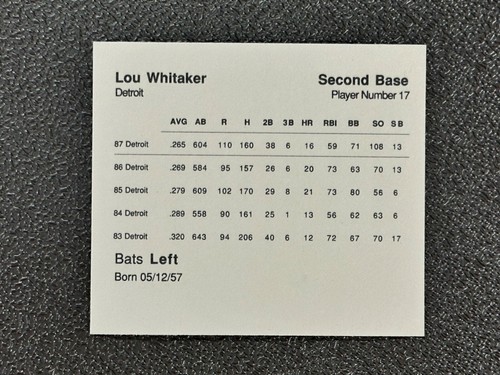 Lou Whitaker Second Base
Detroit Player Number 17
AVG AB R H 2B 3B HR RBI BB SO SB
87 Detroit .265 604 110 160 38 6 16 59 71 108 13
86 Detroit .269 584 95 157 26 6 20 73 63 70 13
85 Detroit .279 609 102 170 29 8 21 73 80 56 6
84 Detroit .289 558 90 161 25 1 13 56 62 63 6
83 Detroit .320 643 94 206 40 6 12 72 67 70 17
Bats Left
Born 05/12/57